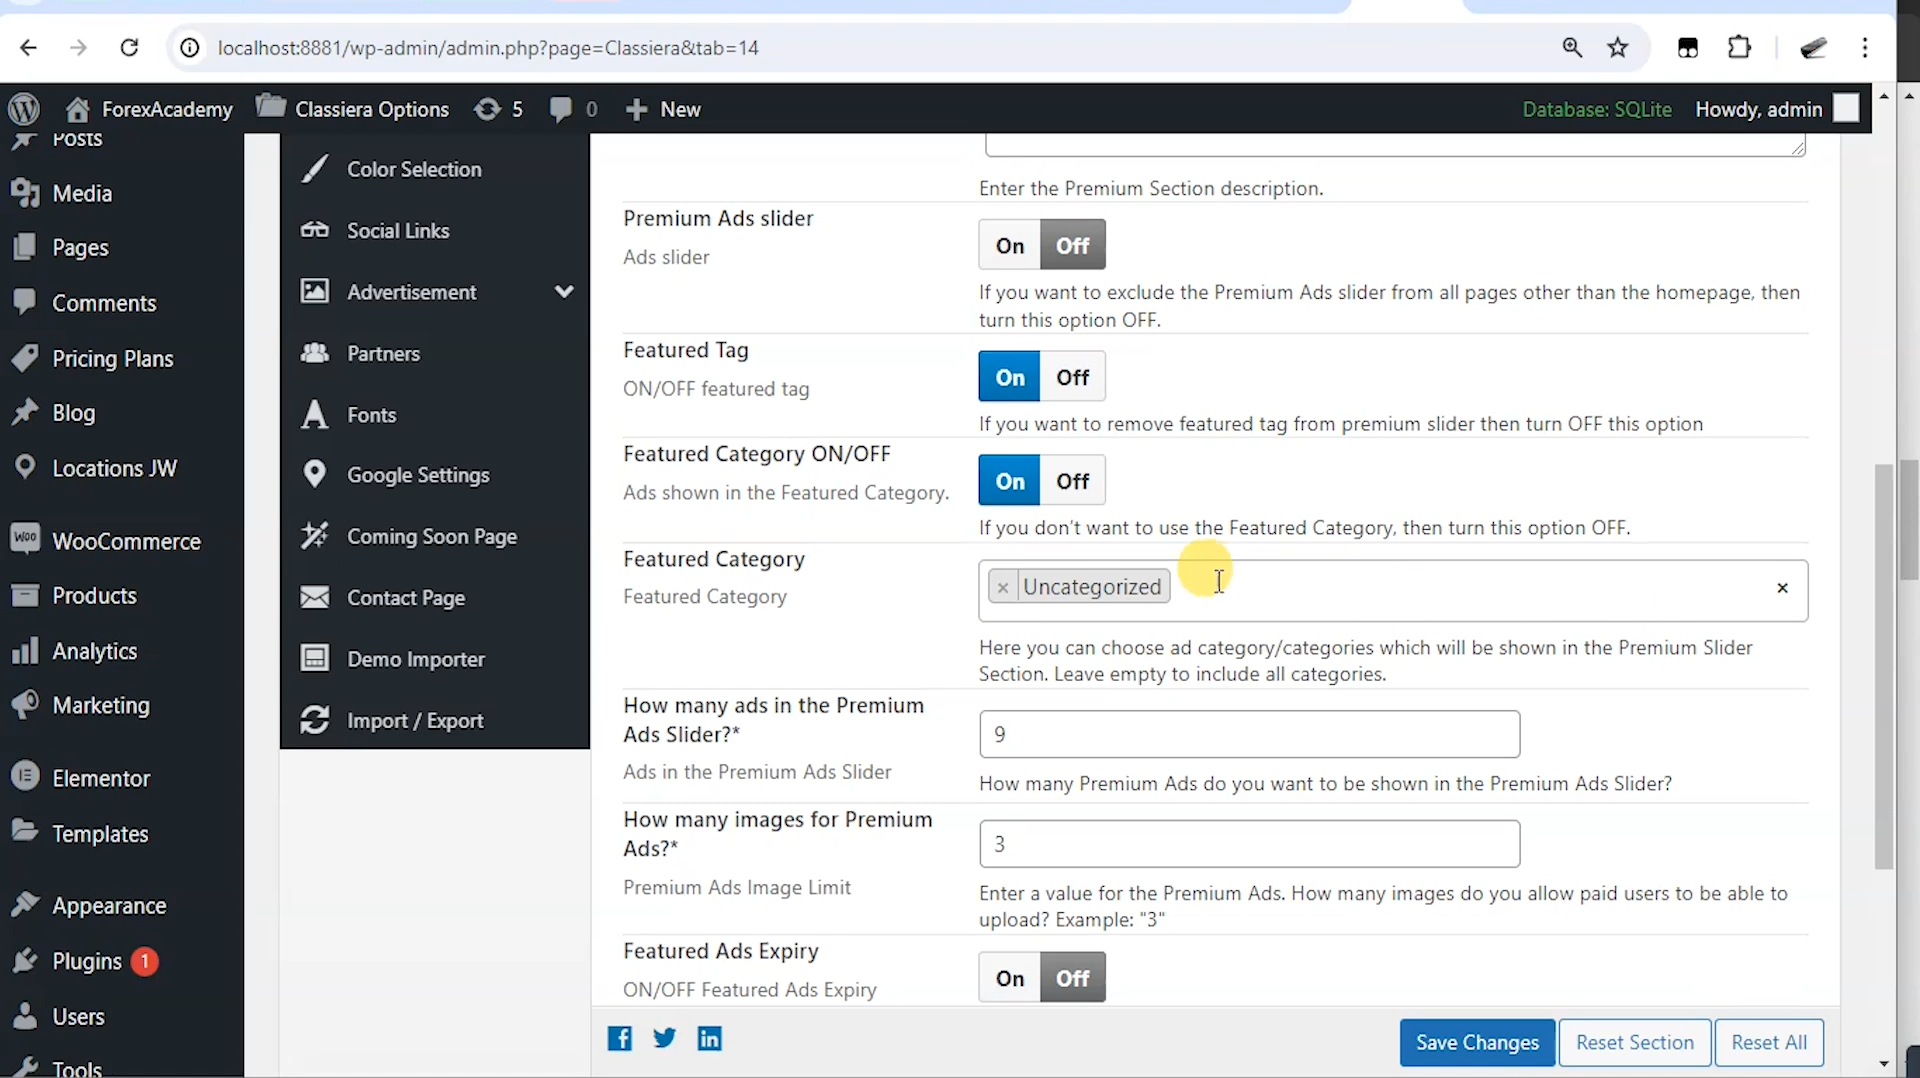 localhost:8881/wp-admin/admin.php?page=Classiera&tab=14
ForexAcademy
Classiera Options
5
0
New
Database: SQLite
Howdy, admin
Posts
Media
Pages
Comments
Pricing Plans
Blog
Locations JW
WOO WooCommerce
Products
Analytics
Marketing
Elementor
Templates
Appearance
Plugins 1
Users
Tools
Color Selection
Social Links
Advertisement
Partners
Fonts
Google Settings
Coming Soon Page
Contact Page
Demo Importer
Import / Export
Enter the Premium Section description.
Premium Ads slider
Ads slider
On Off
If you want to exclude the Premium Ads slider from all pages other than the homepage, then
turn this option OFF.
Featured Tag
ON/OFF featured tag
On Off
If you want to remove featured tag from premium slider then turn OFF this option
Featured Category ON/OFF
Ads shown in the Featured Category.
On Off
If you don't want to use the Featured Category, then turn this option OFF.
Featured Category
Featured Category
× Uncategorized ×
Here you can choose ad category/categories which will be shown in the Premium Slider
Section. Leave empty to include all categories.
How many ads in the Premium
Ads Slider?*
Ads in the Premium Ads Slider
9
How many Premium Ads do you want to be shown in the Premium Ads Slider?
How many images for Premium
Ads?*
Premium Ads Image Limit
3
Enter a value for the Premium Ads. How many images do you allow paid users to be able to
upload? Example: "3"
Featured Ads Expiry
ON/OFF Featured Ads Expiry
On Off
Save Changes
Reset Section
Reset All